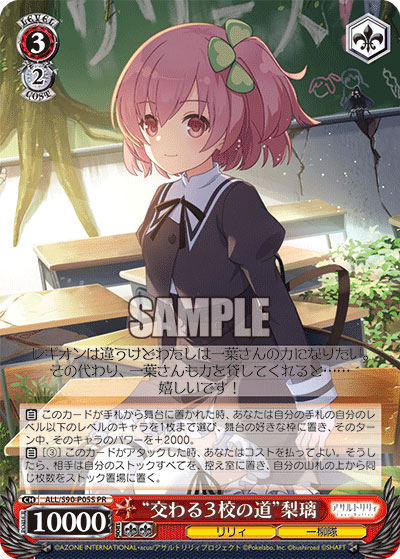 LEVEL
3
2
COST
SAMPLE
レギオンは違うけどわたしは一葉さんの力になりたい。
その代わり、一葉さんも力を貸してくれると……
嬉しいです!
自 このカードが手札から舞台に置かれた時、あなたは自分の手札の自分のレベル
以下のレベルのキャラを1枚まで選び、舞台の好きな枠に置き、そのターン
中、そのキャラのパワーを+2000。
自 [③] このカードがアタックした時、あなたはコストを払ってよい。そうした
ら、相手は自分のストックすべてを、控え室に置き、自分の山札の上から同
じ枚数をストック置場に置く。
CH ALL/S90-P05S PR
10000
“交わる3校の道”梨璃
アサルトリリィ
リリィ
一柳隊
©AZONE INTERNATIONAL・acus/アサルトリリィプロジェクト ©Pokelabo, Inc. ©bushiroad